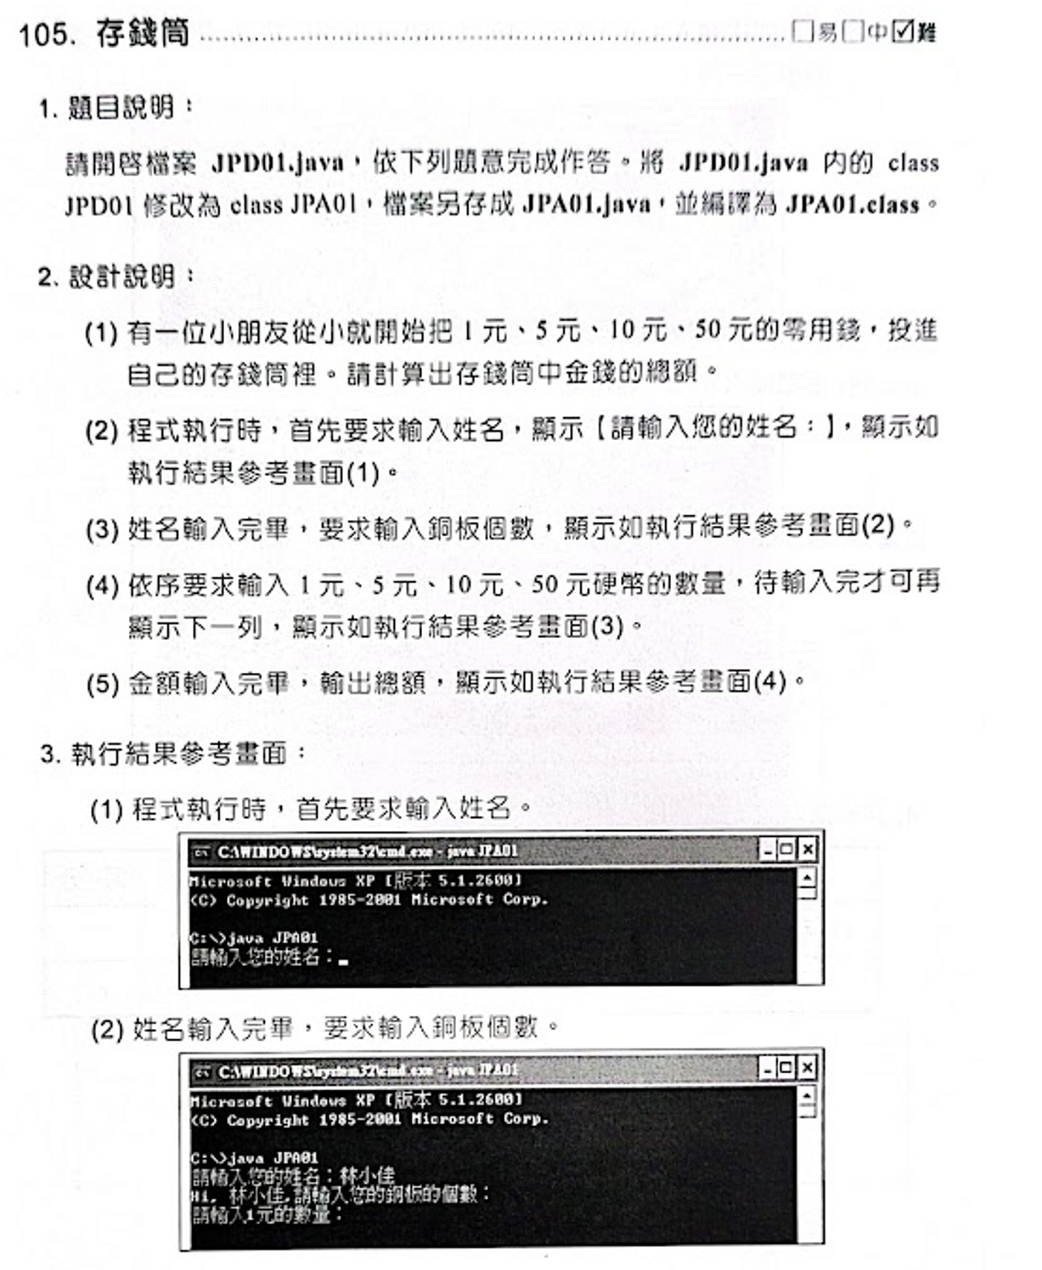 105. 存錢筒 ........ □易□中☑難
1. 題目說明：
請開啓檔案 JPD01.java，依下列題意完成作答。將 JPD01.java 內的 class
JPD01 修改為 class JPA01，檔案另存成 JPA01.java，並編譯為 JPA01.class。
2. 設計說明：
(1) 有一位小朋友從小就開始把 1 元、5 元、10 元、50 元的零用錢，投進
自己的存錢筒裡。請計算出存錢筒中金錢的總額。
(2) 程式執行時，首先要求輸入姓名，顯示【請輸入您的姓名：】，顯示如
執行結果參考畫面(1)。
(3) 姓名輸入完畢，要求輸入銅板個數，顯示如執行結果參考畫面(2)。
(4) 依序要求輸入 1 元、5 元、10 元、50 元硬幣的數量，待輸入完才可再
顯示下一列，顯示如執行結果參考畫面(3)。
(5) 金額輸入完畢，輸出總額，顯示如執行結果參考畫面(4)。
3. 執行結果參考畫面：
(1) 程式執行時，首先要求輸入姓名。
C:\WINDOWS\system32\cmd.exe - java JPA01
Microsoft Windows XP [版本 5.1.2600]
(C) Copyright 1985-2001 Microsoft Corp.
C:\>java JPA01
請輸入您的姓名：_
(2) 姓名輸入完畢，要求輸入銅板個數。
C:\WINDOWS\system32\cmd.exe - java JPA01
Microsoft Windows XP [版本 5.1.2600]
(C) Copyright 1985-2001 Microsoft Corp.
C:\>java JPA01
請輸入您的姓名：林小佳
Hi, 林小佳,請輸入您的銅板的個數：
請輸入1元的數量：